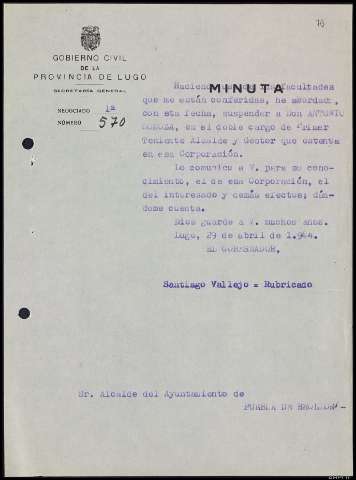 78
GOBIERNO CIVIL
DE LA
PROVINCIA DE LUGO
SECRETARÍA GENERAL
NEGOCIADO 1ª
NÚMERO 570
MINUTA
Haciendo uso de las facultades
que me están conferidas, he acordado,
con esta fecha, suspender a Don ANTONIO
en el doble cargo de Primer
Teniente Alcalde y Gestor que ostenta
en esa Corporación.
Lo comunico a V. para su cono-
cimiento, el de esa Corporación, el
del interesado y demás efectos; dán-
dome cuenta.
Dios guarde a V. muchos años.
Lugo, 29 de abril de 1.944.
EL GOBERNADOR,
Santiago Vallejo = Rubricado
Sr. Alcalde del Ayuntamiento de
PUEBLA DE BROLLON.-